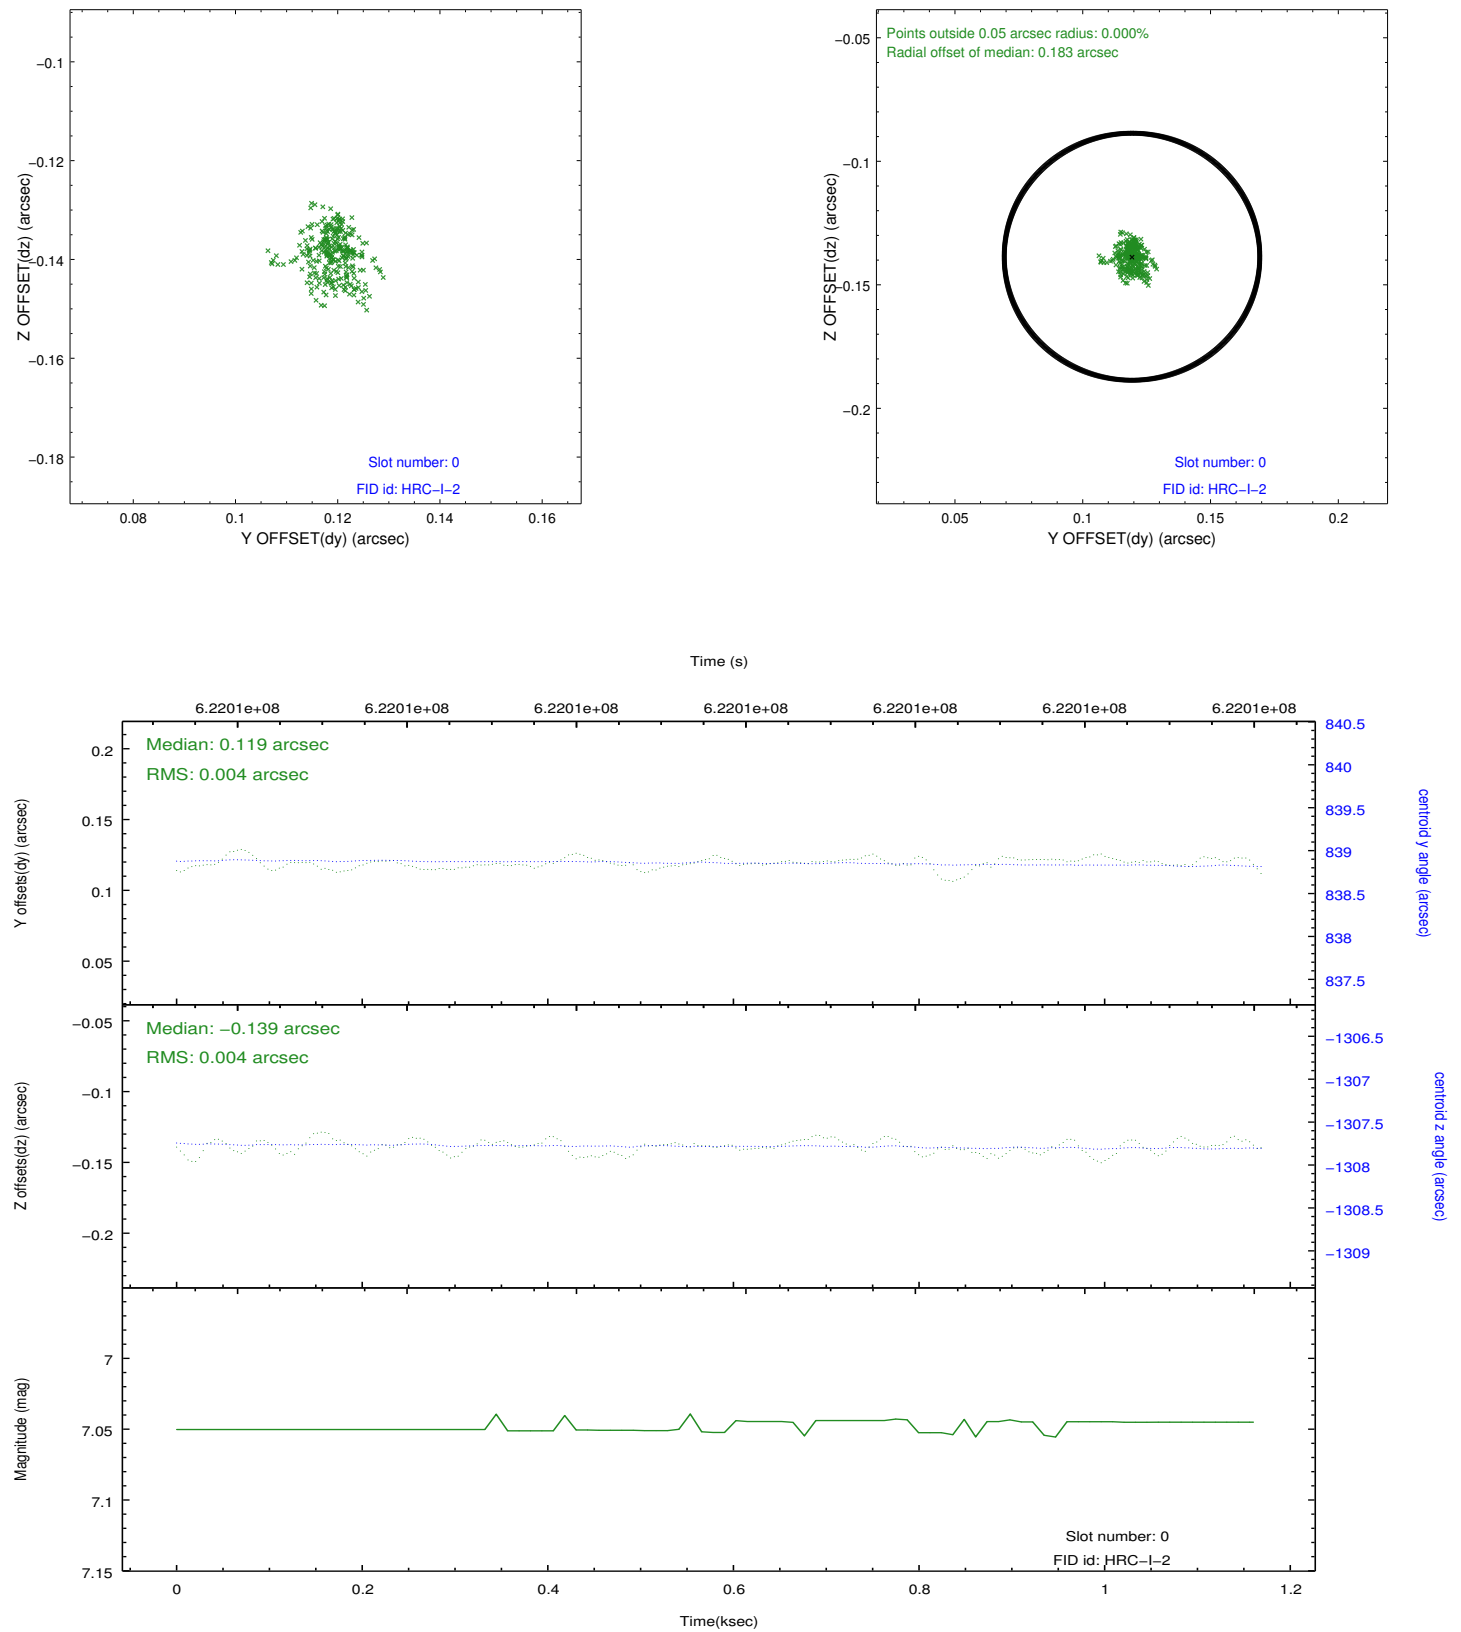 −0.1
−0.12
−0.14
−0.16
−0.18
Z OFFSET(dz) (arcsec)
Slot number: 0
FID id: HRC−I−2
0.08 0.1 0.12 0.14 0.16
Y OFFSET(dy) (arcsec)
Points outside 0.05 arcsec radius: 0.000%
Radial offset of median: 0.183 arcsec
−0.05
−0.1
−0.15
−0.2
Z OFFSET(dz) (arcsec)
Slot number: 0
FID id: HRC−I−2
0.05 0.1 0.15 0.2
Y OFFSET(dy) (arcsec)
Time (s)
6.2201e+08 6.2201e+08 6.2201e+08 6.2201e+08 6.2201e+08 6.2201e+08 6.2201e+08
Median: 0.119 arcsec
RMS: 0.004 arcsec
0.2
0.15
0.1
0.05
Y offsets(dy) (arcsec)
840.5
840
839.5
839
838.5
838
837.5
centroid y angle (arcsec)
Median: −0.139 arcsec
RMS: 0.004 arcsec
−0.05
−0.1
−0.15
−0.2
Z offsets(dz) (arcsec)
−1306.5
−1307
−1307.5
−1308
−1308.5
−1309
centroid z angle (arcsec)
7
7.05
7.1
7.15
Magnitude (mag)
Slot number: 0
FID id: HRC−I−2
0 0.2 0.4 0.6 0.8 1 1.2
Time(ksec)